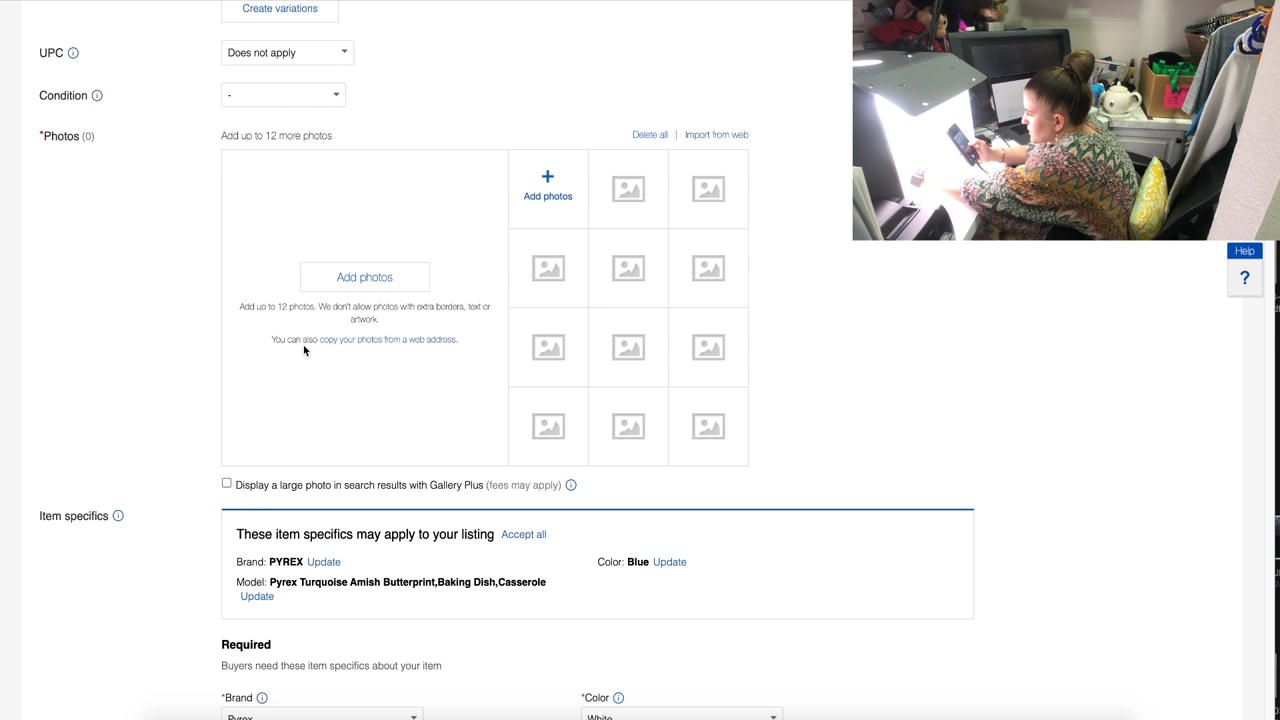 Create variations
UPC
Does not apply
Condition
-
*Photos (0)
Add up to 12 more photos
Delete all | Import from web
+
Add photos
Add photos
Add up to 12 photos. We don't allow photos with extra borders, text or
artwork.
You can also copy your photos from a web address.
Display a large photo in search results with Gallery Plus (fees may apply)
Item specifics
These item specifics may apply to your listing Accept all
Brand: PYREX Update
Color: Blue Update
Model: Pyrex Turquoise Amish Butterprint,Baking Dish,Casserole
Update
Required
Buyers need these item specifics about your item
*Brand
*Color
Pyrex
White
Help
?